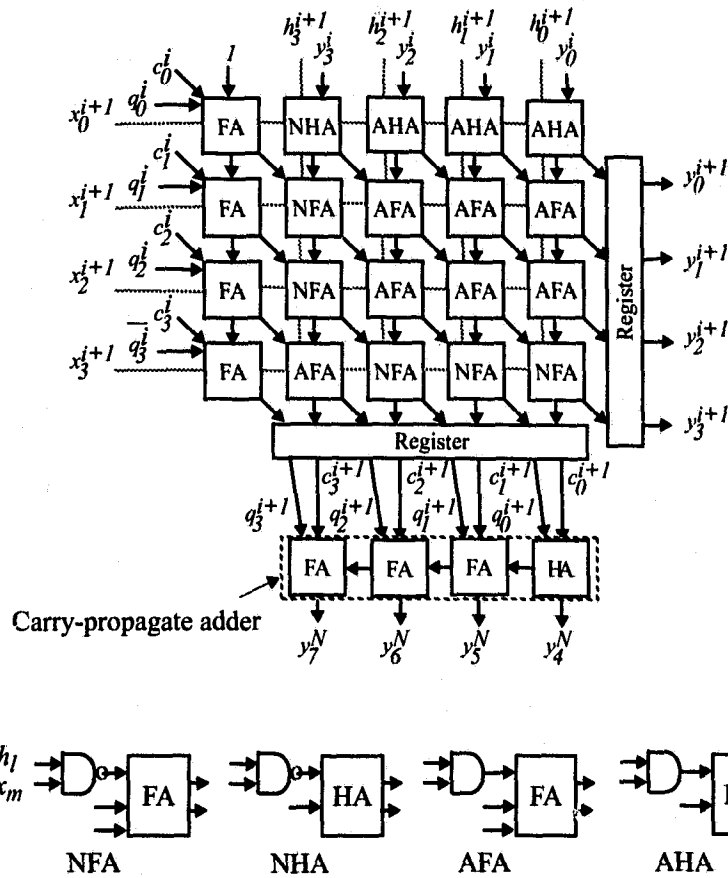 h_3^{i+1} h_2^{i+1} h_1^{i+1} h_0^{i+1}
c_0^i 1 y_3^i y_2^i y_1^i y_0^i
q_0^i
x_0^{i+1} FA NHA AHA AHA AHA
c_1^i
q_1^i y_0^{i+1}
x_1^{i+1} FA NFA AFA AFA AFA
c_2^i
q_2^i y_1^{i+1}
x_2^{i+1} FA NFA AFA AFA AFA
Register
c_3^i
\overline{q_3^i} y_2^{i+1}
x_3^{i+1} FA AFA NFA NFA NFA
y_3^{i+1}
Register
c_3^{i+1} c_2^{i+1} c_1^{i+1} c_0^{i+1}
q_3^{i+1} q_2^{i+1} q_1^{i+1} q_0^{i+1}
FA FA FA HA
Carry-propagate adder
y_7^N y_6^N y_5^N y_4^N
h_l
x_m
FA HA FA
NFA NHA AFA AHA